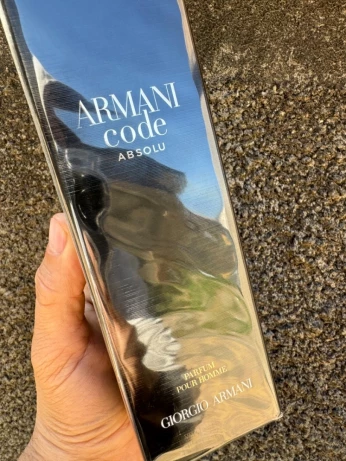 ARMANI
code
ABSOLU
PARFUM
POUR HOMME
GIORGIO ARMANI